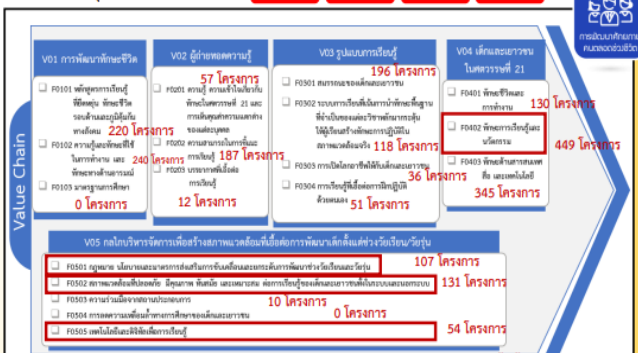 การพัฒนาศักยภาพ
คนตลอดช่วงชีวิต
Value Chain
V01 การพัฒนาทักษะชีวิต
F0101 หลักสูตรการเรียนรู้
ที่ยืดหยุ่น ทักษะชีวิต
รอบด้านและภูมิคุ้มกัน
ทางสังคม 220 โครงการ
F0102 ความรู้และทักษะที่ใช้
ในการทำงาน และ 240 โครงการ
ทักษะทางด้านอารมณ์
F0103 มาตรฐานการศึกษา
0 โครงการ
V02 ผู้ถ่ายทอดความรู้
57 โครงการ
F0201 ความรู้ ความเข้าใจเกี่ยวกับ
ทักษะในศตวรรษที่ 21 และ
การเห็นคุณค่าความแตกต่าง
ของแต่ละบุคคล
F0202 ความสามารถในการชี้แนะ
การเรียนรู้ 187 โครงการ
F0203 บรรยากาศที่เอื้อต่อ
การเรียนรู้
12 โครงการ
V03 รูปแบบการเรียนรู้
196 โครงการ
F0301 สมรรถนะของเด็กและเยาวชน
F0302 ระบบการเรียนที่เน้นการนำทักษะพื้นฐาน
ที่จำเป็นของแต่ละวิชาชีพมากระตุ้น
ให้ผู้เรียนสร้างทักษะการปฏิบัติใน
สภาพแวดล้อมจริง 118 โครงการ
F0303 การเปิดโลกอาชีพให้กับเด็กและเยาวชน
36 โครงการ
F0304 การเรียนรู้ที่เอื้อต่อการฝึกปฏิบัติ
ด้วยตนเอง 51 โครงการ
V04 เด็กและเยาวชน
ในศตวรรษที่ 21
F0401 ทักษะชีวิตและ
การทำงาน 130 โครงการ
F0402 ทักษะการเรียนรู้และ
นวัตกรรม 449 โครงการ
F0403 ทักษะด้านสารสนเทศ
สื่อ และเทคโนโลยี
345 โครงการ
V05 กลไกบริหารจัดการเพื่อสร้างสภาพแวดล้อมที่เอื้อต่อการพัฒนาเด็กตั้งแต่ช่วงวัยเรียน/วัยรุ่น
F0501 กฎหมาย นโยบายและมาตรการส่งเสริมการขับเคลื่อนและยกระดับการพัฒนาช่วงวัยเรียนและวัยรุ่น 107 โครงการ
F0502 สภาพแวดล้อมที่ปลอดภัย มีคุณภาพ ทันสมัย และเหมาะสม ต่อการเรียนรู้ของเด็กและเยาวชนทั้งในระบบและนอกระบบ 131 โครงการ
F0503 ความร่วมมือจากสถานประกอบการ 10 โครงการ
F0504 การลดความเหลื่อมล้ำทางการศึกษาของเด็กและเยาวชน 0 โครงการ
F0505 เทคโนโลยีและดิจิทัลเพื่อการเรียนรู้ 54 โครงการ